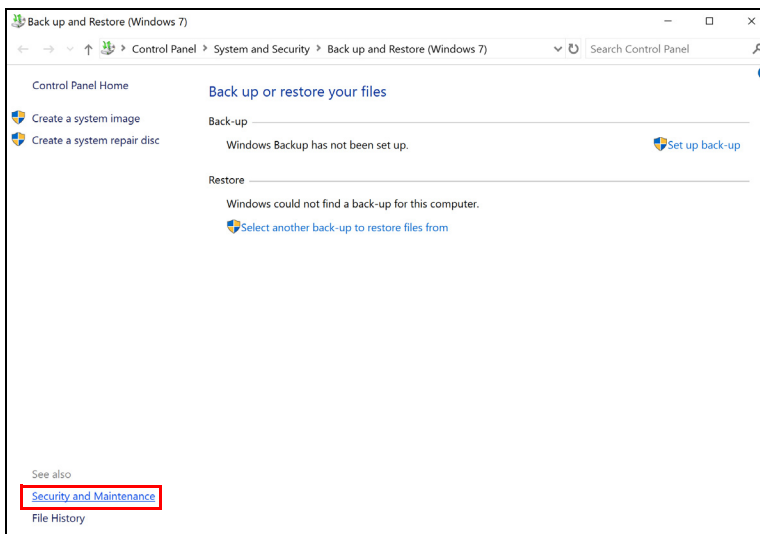 Back up and Restore (Windows 7)
Control Panel > System and Security > Back up and Restore (Windows 7)
Search Control Panel
Control Panel Home
Create a system image
Create a system repair disc
Back up or restore your files
Back-up
Windows Backup has not been set up.
Set up back-up
Restore
Windows could not find a back-up for this computer.
Select another back-up to restore files from
See also
Security and Maintenance
File History